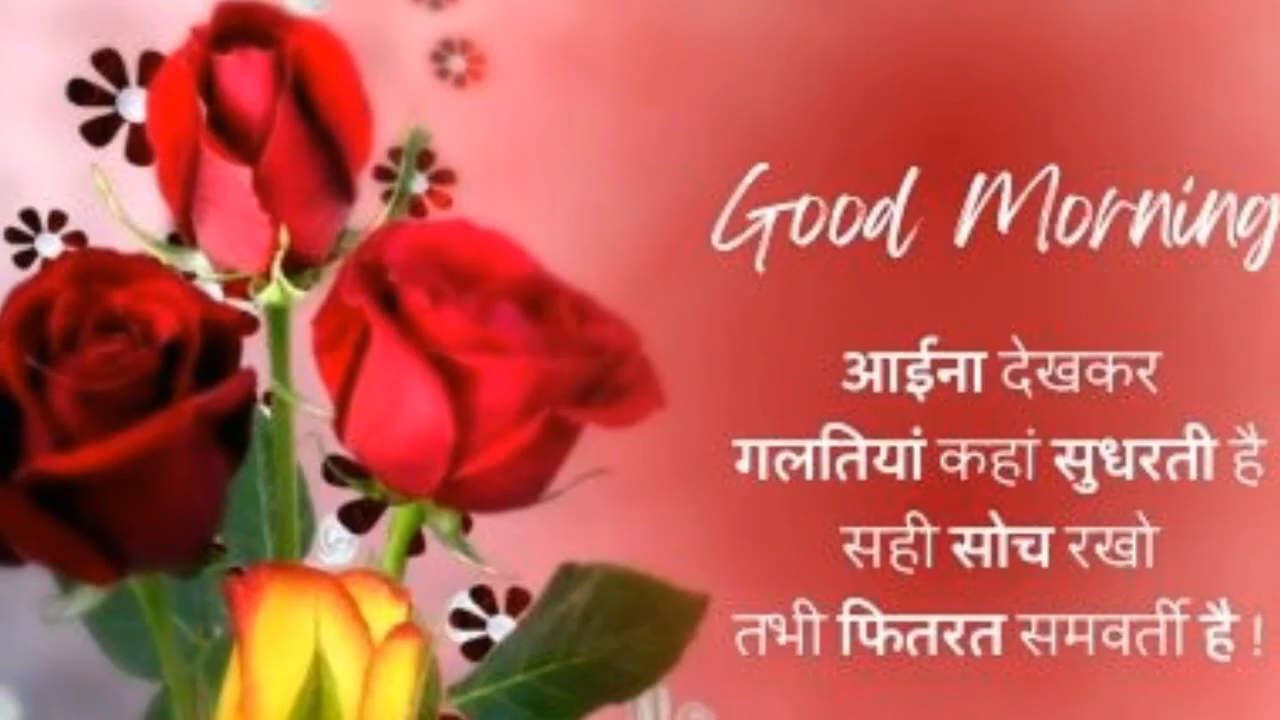 Good Morning
आईना देखकर
गलतियां कहां सुधरती है
सही सोच रखो
तभी फितरत समवर्ती है !